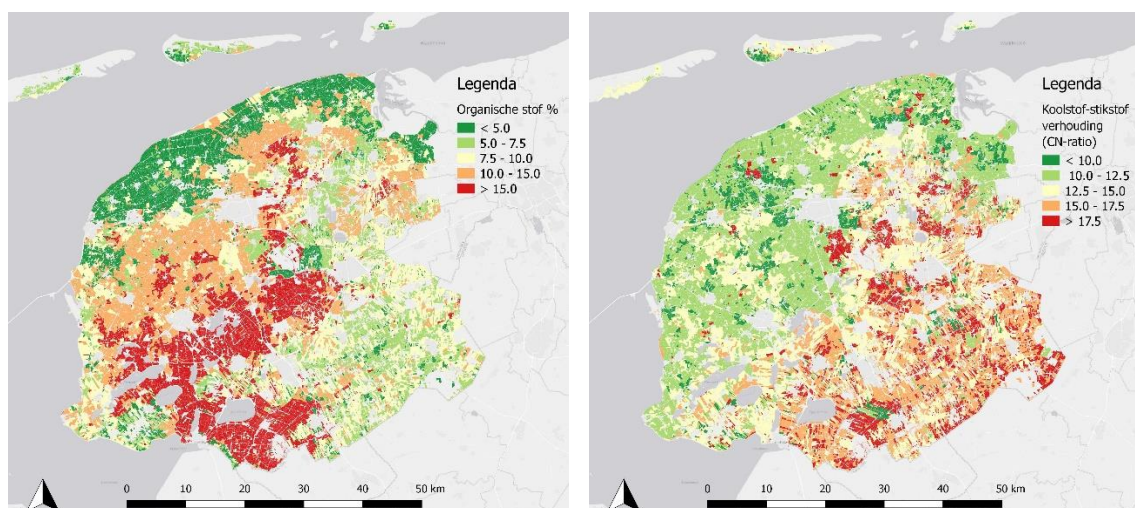 Legenda
Organische stof %
< 5.0
5.0 - 7.5
7.5 - 10.0
10.0 - 15.0
> 15.0
0 10 20 30 40 50 km
Legenda
Koolstof-stikstof
verhouding
(CN-ratio)
< 10.0
10.0 - 12.5
12.5 - 15.0
15.0 - 17.5
> 17.5
0 10 20 30 40 50 km